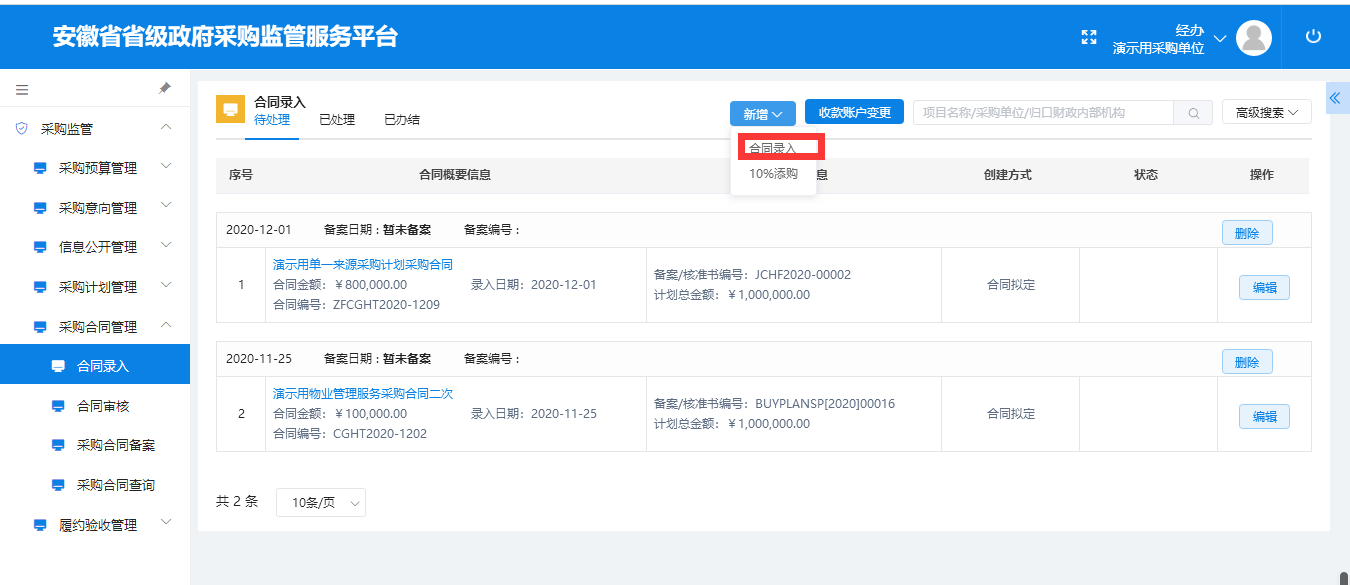 安徽省省级政府采购监管服务平台
经办
演示用采购单位
采购监管
采购预算管理
采购意向管理
信息公开管理
采购计划管理
采购合同管理
合同录入
合同审核
采购合同备案
采购合同查询
履约验收管理
合同录入
待处理 已处理 已办结
新增 收款账户变更 项目名称/采购单位/归口财政内部机构 高级搜索
合同录入
10%添购
序号 合同概要信息 息 创建方式 状态 操作
2020-12-01 备案日期：暂未备案 备案编号： 删除
1 演示用单一来源采购计划采购合同
合同金额：￥800,000.00 录入日期：2020-12-01
合同编号：ZFCGHT2020-1209
备案/核准书编号：JCHF2020-00002
计划总金额：￥1,000,000.00
合同拟定 编辑
2020-11-25 备案日期：暂未备案 备案编号： 删除
2 演示用物业管理服务采购合同二次
合同金额：￥100,000.00 录入日期：2020-11-25
合同编号：CGHT2020-1202
备案/核准书编号：BUYPLANSP[2020]00016
计划总金额：￥1,000,000.00
合同拟定 编辑
共 2 条 10条/页